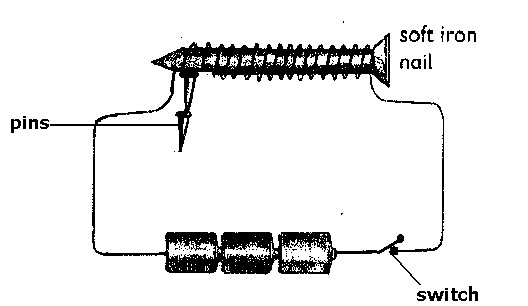 soft iron
nail
pins
switch